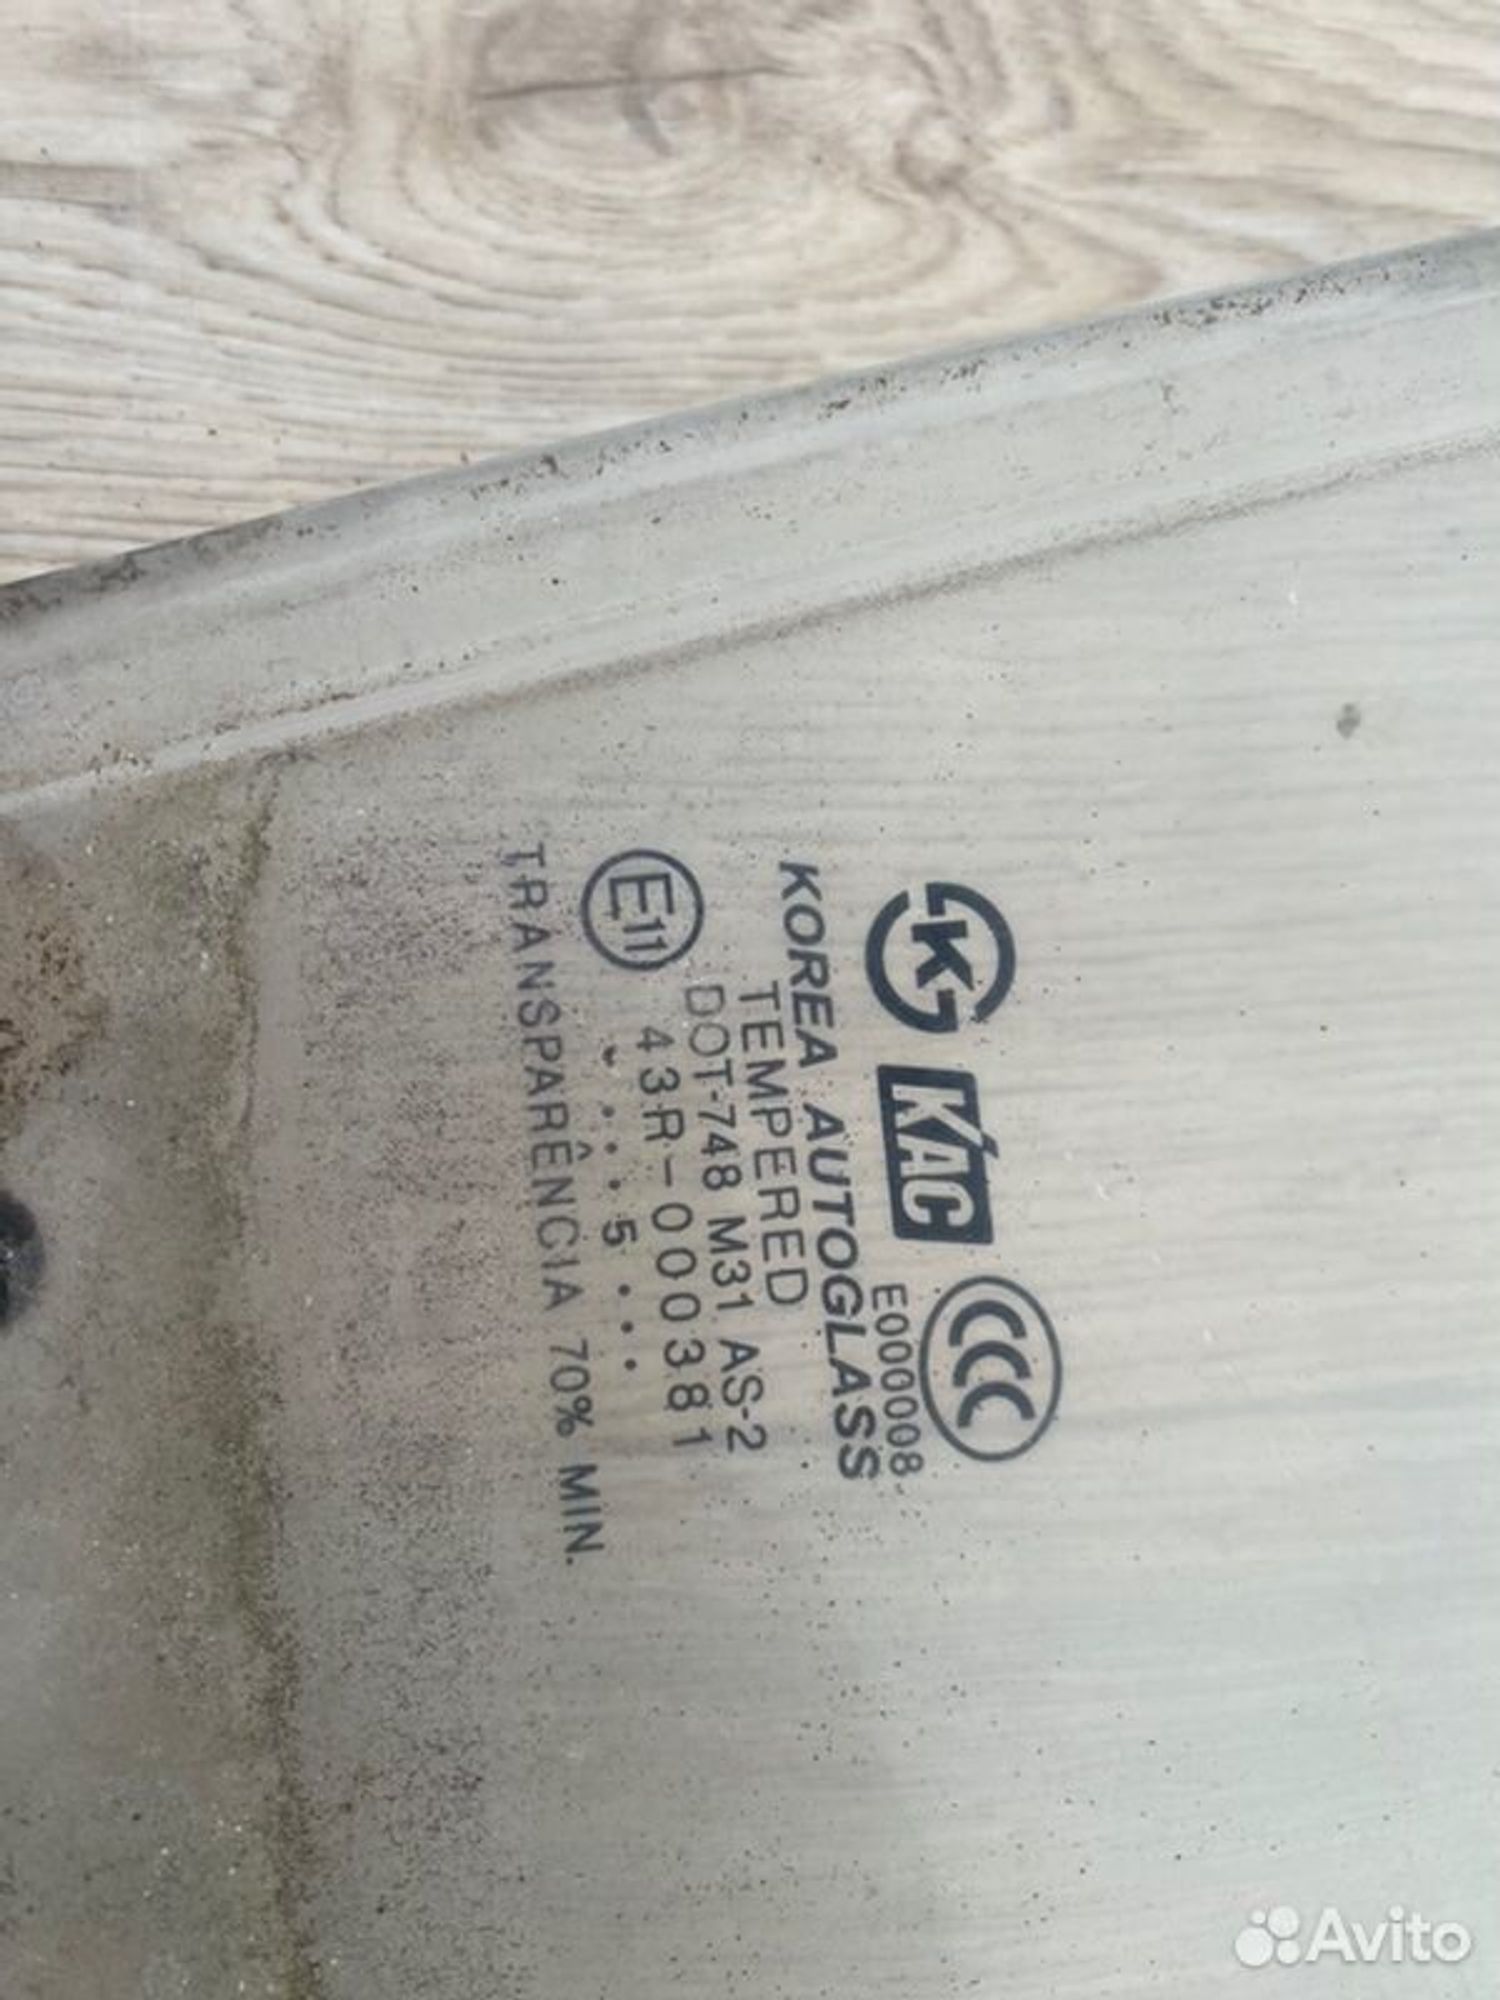 K KAC CCC
E000008
KOREA AUTOGLASS
TEMPERED
DOT-748 M31 AS-2
E11 43R-000381
. . . . 5 . . .
TRANSPARÊNCIA 70% MIN.
Avito